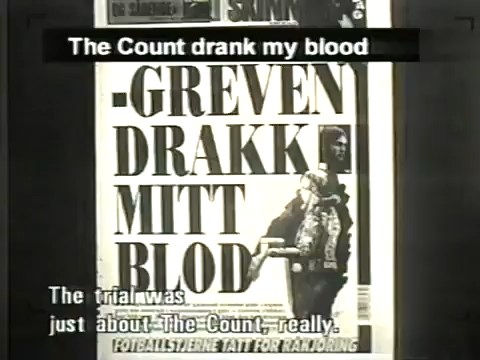 The Count drank my blood
-GREVEN
DRAKK
MITT
BLOD
The trial was
just about The Count, really.
FOTBALLSTJERNE TATT FOR RÅKJØRING